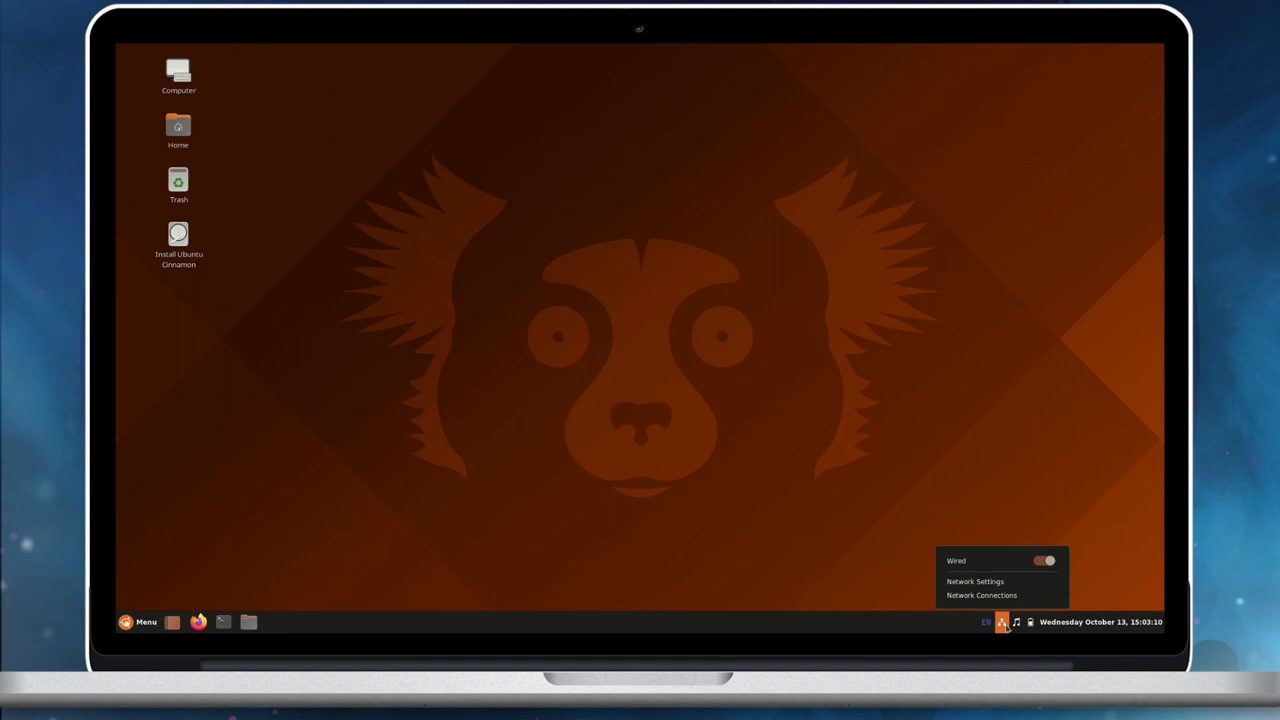 Computer
Home
Trash
Install Ubuntu
Cinnamon
Wired
Network Settings
Network Connections
Menu
EN
Wednesday October 13, 15:03:10